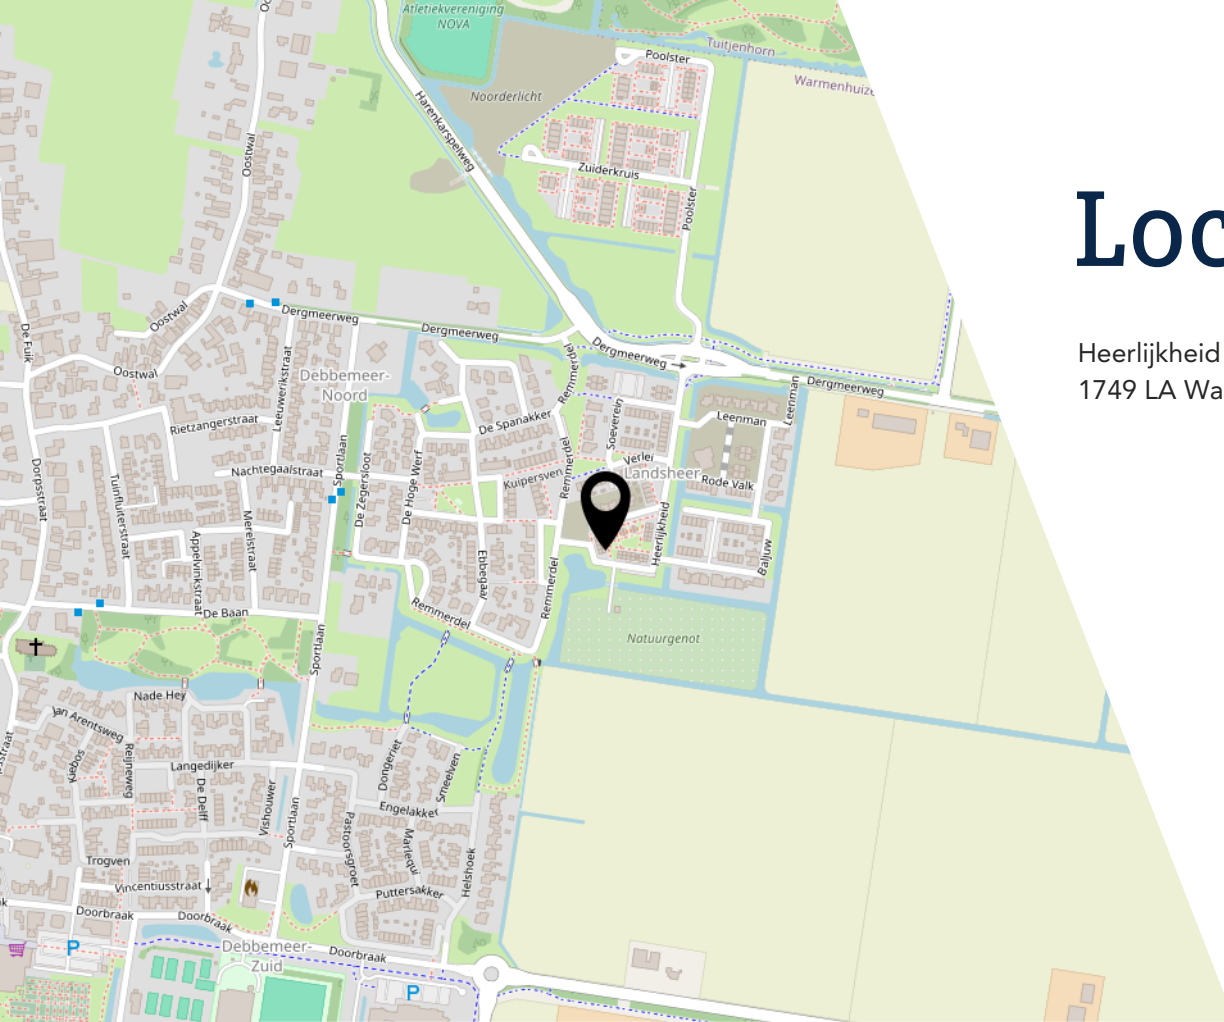 Atletiekvereniging
NOVA
Tuitjenhorn
Warmenhuize
Poolster
Noorderlicht
Harenkarspelweg
Zuiderkruis
Poolster
Oostwal
Loc
Oostwal
Dergmeerweg
Dergmeerweg
Dergmeerweg
Dergmeerweg
De Fuik
Oostwal
Leeuwerikstraat
Debbemeer-
Noord
Remmerdel
Heerlijkheid
1749 LA Wa
Rietzangerstraat
De Spanakker
Soeverein
Leenman
Leenman
Nachtegaalstraat
Sportlaan
De Zegersloot
De Hoge Werf
Kuipersven
Remmerdel
Verlei
Landsheer
Rode Valk
Dorpsstraat
Tuinfluiterstraat
Appelvinkstraat
Merelstraat
Ebbegaal
Remmerdel
Heerlijkheid
Baljuw
De Baan
Remmerdel
Sportlaan
Natuurgenot
Nade Hey
Jan Arentsweg
Kiebos
Reijneweg
Langedijker
De Delft
Vishouwer
Sportlaan
Dongeriet
Smeelven
Engelakker
Pastoorsgroet
Marlequi
Helshoek
Trogven
Vincentiusstraat
Puttersakker
Doorbraak
Doorbraak
Doorbraak
Debbemeer-
Zuid
P
P